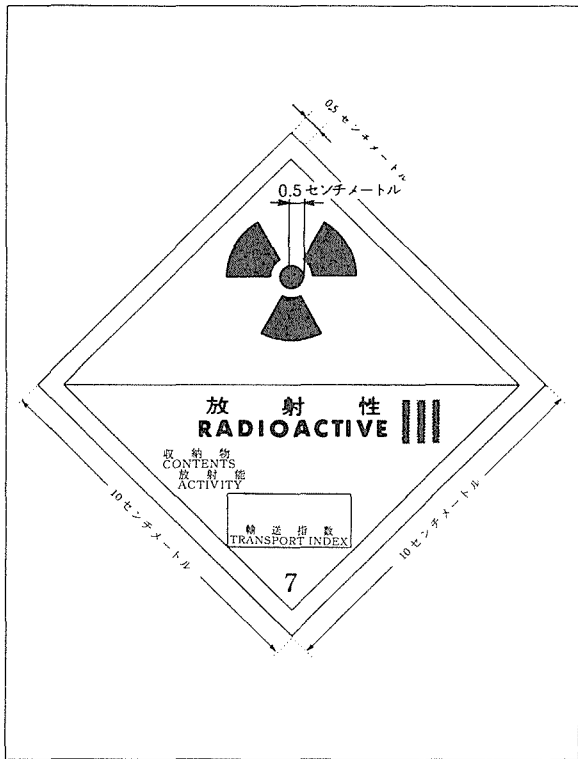 0.5 センチメートル
0.5 センチメートル
放射性
RADIOACTIVE III
収納物
CONTENTS
放射能
ACTIVITY
輸送指数
TRANSPORT INDEX
7
10 センチメートル
10 センチメートル